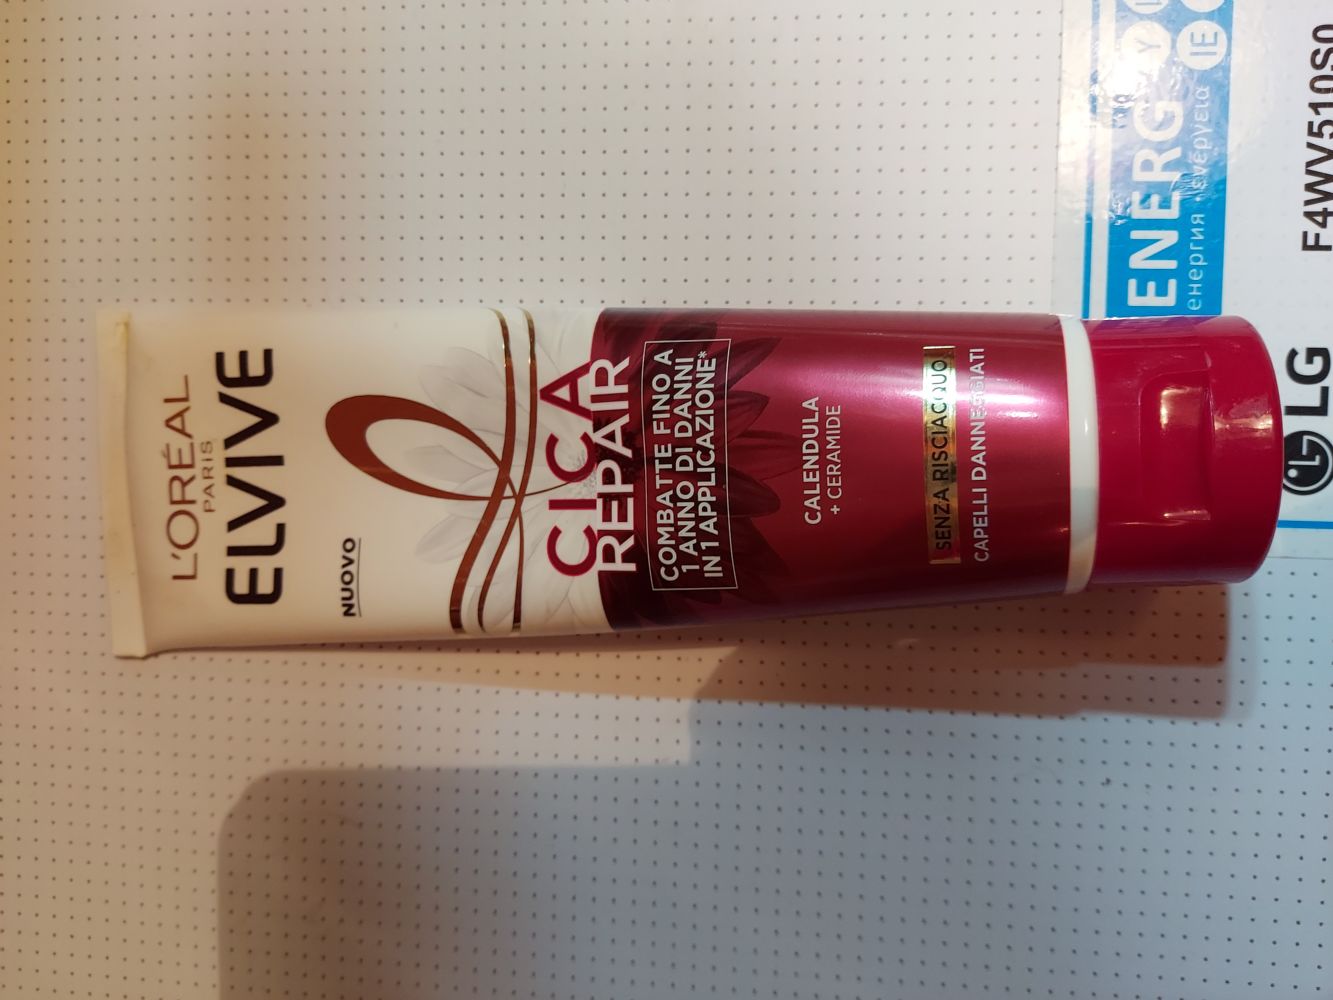 L'ORÉAL
PARIS
ELVIVE
NUOVO
CICA
REPAIR
COMBATTE FINO A
1 ANNO DI DANNI
IN 1 APPLICAZIONE*
CALENDULA
+ CERAMIDE
SENZA RISCIACQUO
CAPELLI DANNEGGIATI
ENERG
енергия · ενέργεια
Y
IE
LG
F4WV510S0